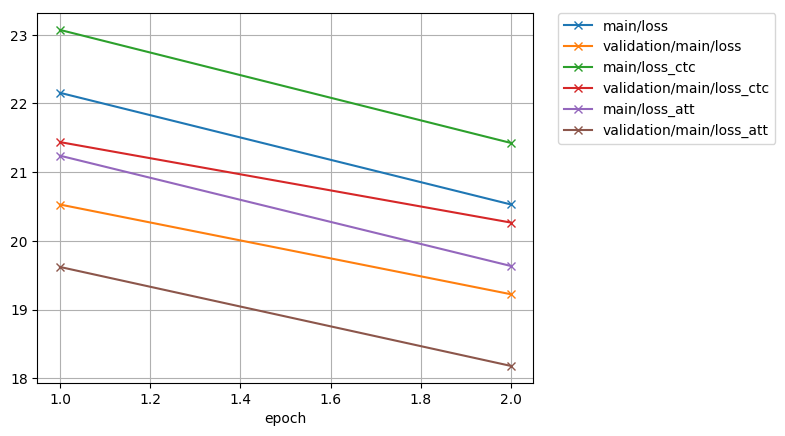 23
22
21
20
19
18
1.0 1.2 1.4 1.6 1.8 2.0
epoch
main/loss
validation/main/loss
main/loss_ctc
validation/main/loss_ctc
main/loss_att
validation/main/loss_att